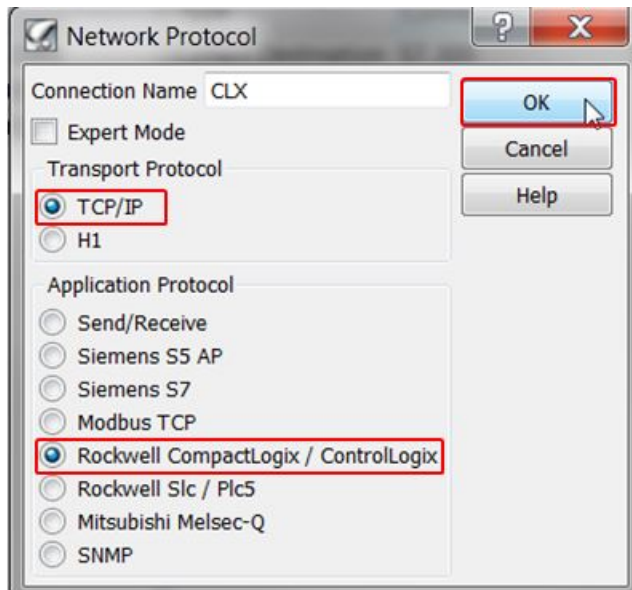 Network Protocol
Connection Name CLX
OK
Expert Mode
Cancel
Transport Protocol
Help
TCP/IP
H1
Application Protocol
Send/Receive
Siemens S5 AP
Siemens S7
Modbus TCP
Rockwell CompactLogix / ControlLogix
Rockwell Slc / Plc5
Mitsubishi Melsec-Q
SNMP